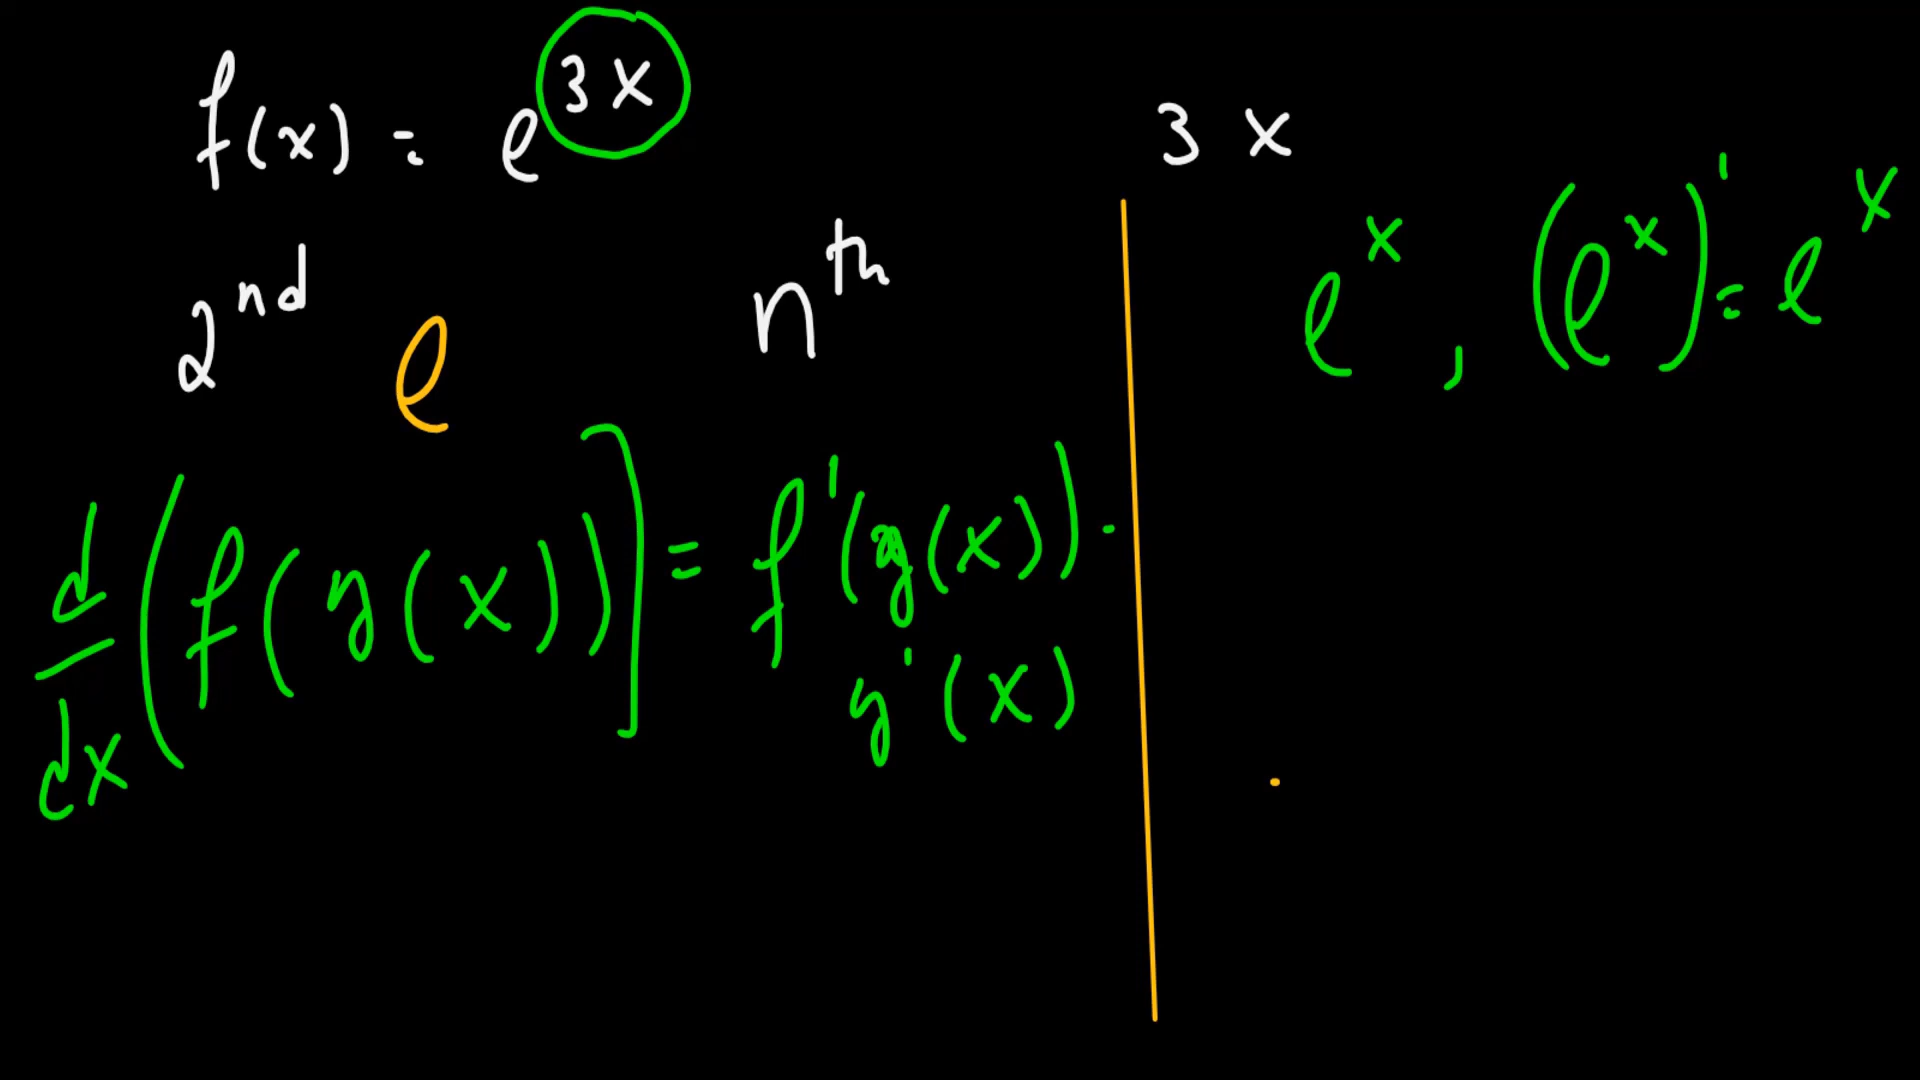 f(x) = e^{3x}
3x
2^{nd} e n^{th}
e^x, (e^x)' = e^x
d/dx (f(g(x))] = f'(g(x)) ·
g'(x)